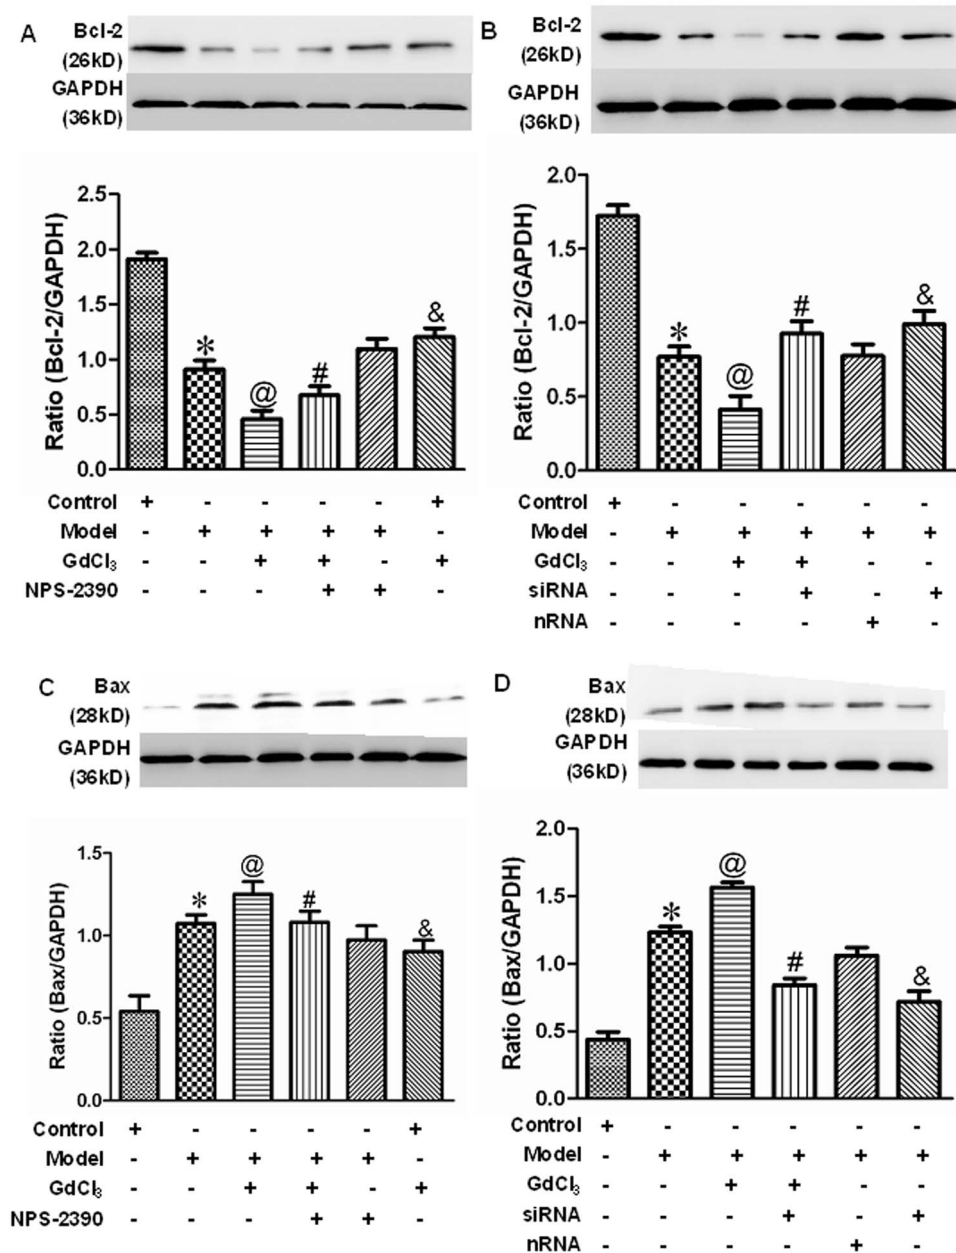 A
Bcl-2
(26kD)
GAPDH
(36kD)
Ratio (Bcl-2/GAPDH)
2.5
2.0
1.5
1.0
0.5
0.0
*
@
#
&
Control + - - - - +
Model - + + + + -
GdCl₃ - - + + - +
NPS-2390 - - - + + -
B
Bcl-2
(26kD)
GAPDH
(36kD)
Ratio (Bcl-2/GAPDH)
2.0
1.5
1.0
0.5
0.0
*
@
#
&
Control + - - - - -
Model - + + + + +
GdCl₃ - - + + - -
siRNA - - - + - +
nRNA - - - - + -
C
Bax
(28kD)
GAPDH
(36kD)
Ratio (Bax/GAPDH)
1.5
1.0
0.5
0.0
*
@
#
&
Control + - - - - +
Model - + + + + -
GdCl₃ - - + + - +
NPS-2390 - - - + + -
D
Bax
(28kD)
GAPDH
(36kD)
Ratio (Bax/GAPDH)
2.0
1.5
1.0
0.5
0.0
*
@
#
&
Control + - - - - -
Model - + + + + +
GdCl₃ - - + + - -
siRNA - - - + - +
nRNA - - - - + -